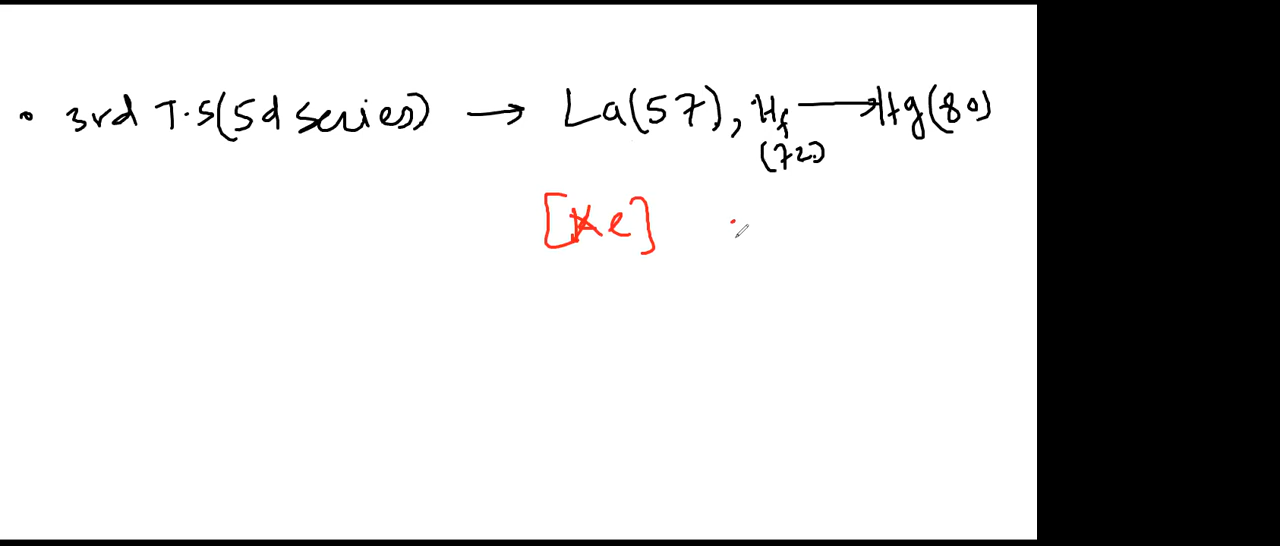 • 3rd T.S(5d series) → La(57), Hf → Hg(80)
(72)
[Xe]